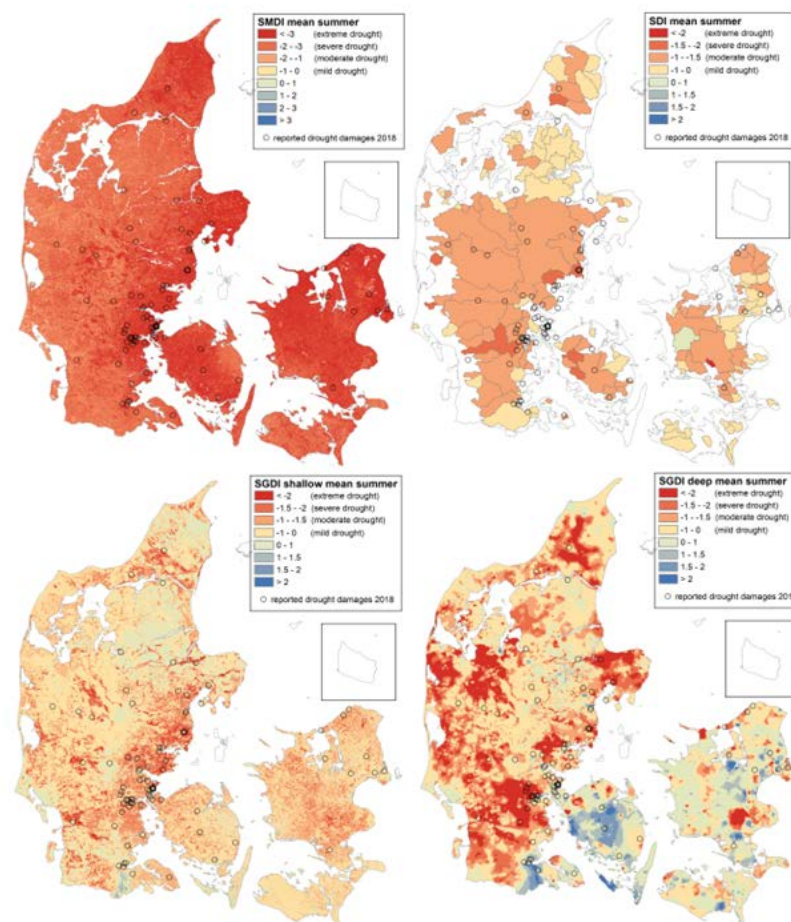 SMDI mean summer
< -3 (extreme drought)
-2 - -3 (severe drought)
-2 - -1 (moderate drought)
-1 - 0 (mild drought)
0 - 1
1 - 2
2 - 3
> 3
reported drought damages 2018
SDI mean summer
< -2 (extreme drought)
-1.5 - -2 (severe drought)
-1 - -1.5 (moderate drought)
-1 - 0 (mild drought)
0 - 1
1 - 1.5
1.5 - 2
> 2
reported drought damages 2018
SGDI shallow mean summer
< -2 (extreme drought)
-1.5 - -2 (severe drought)
-1 - -1.5 (moderate drought)
-1 - 0 (mild drought)
0 - 1
1 - 1.5
1.5 - 2
> 2
reported drought damages 2018
SGDI deep mean summer
< -2 (extreme drought)
-1.5 - -2 (severe drought)
-1 - -1.5 (moderate drought)
-1 - 0 (mild drought)
0 - 1
1 - 1.5
1.5 - 2
> 2
reported drought damages 201